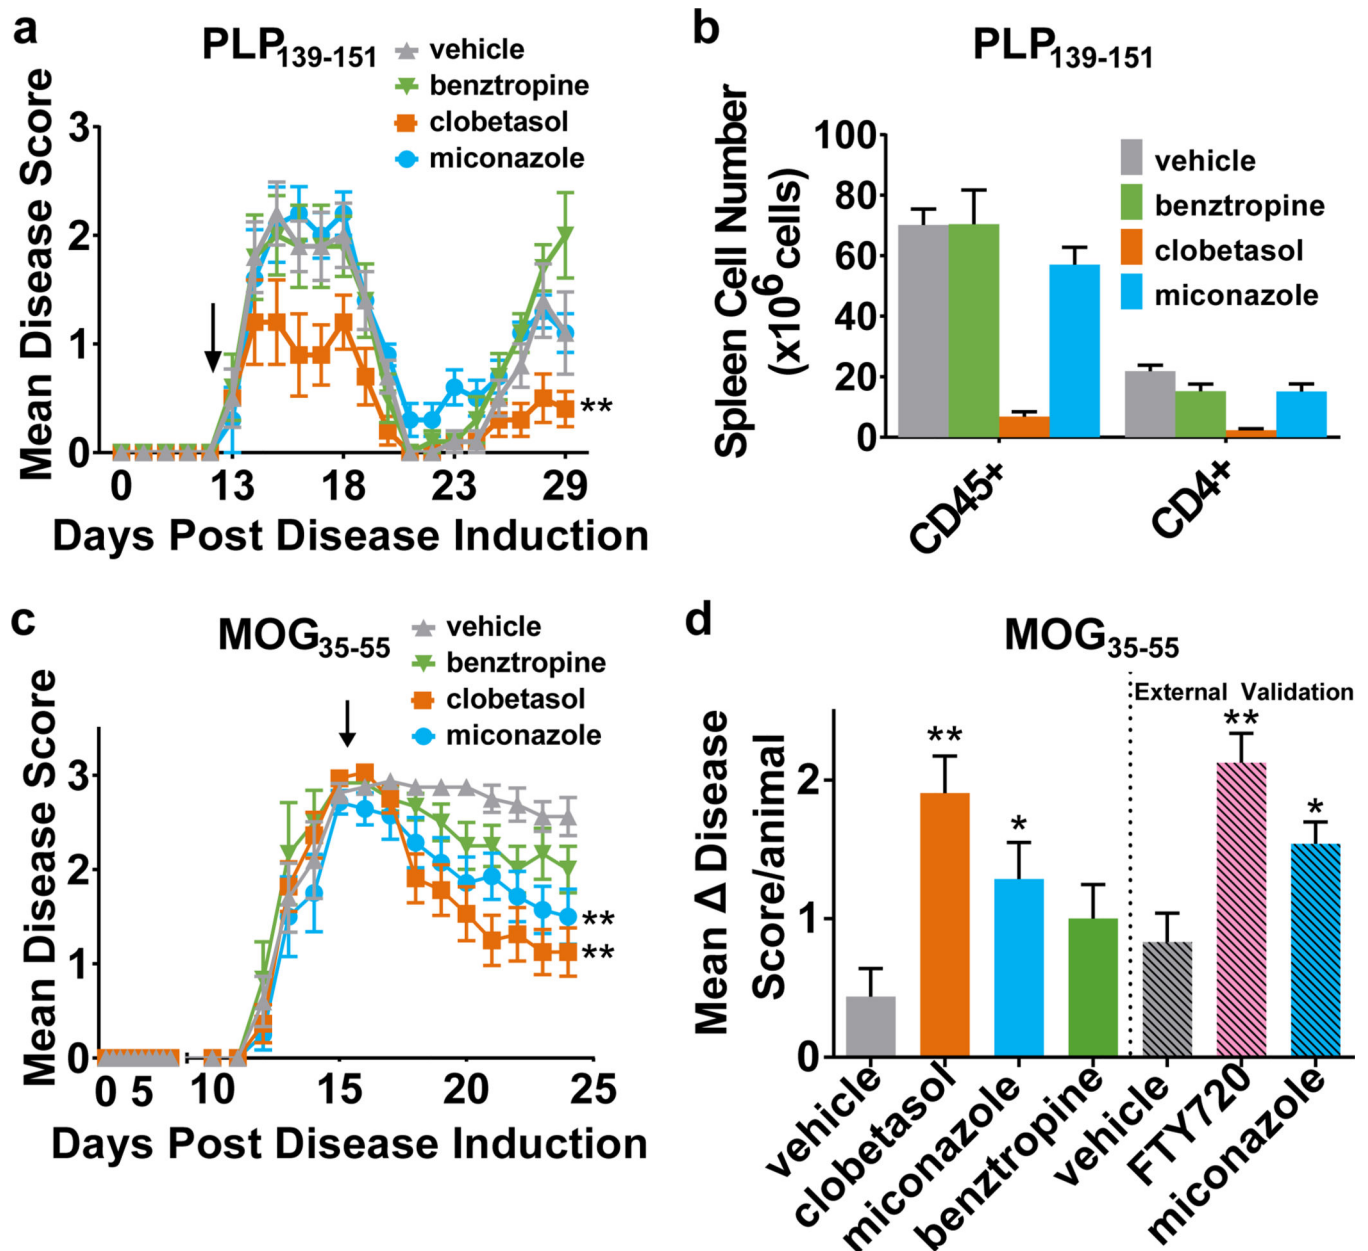 a
PLP139-151
vehicle
benztropine
clobetasol
miconazole
Mean Disease Score
3
2
1
0
**
0 13 18 23 29
Days Post Disease Induction
b
PLP139-151
Spleen Cell Number
(x10^6 cells)
100
80
60
40
20
0
vehicle
benztropine
clobetasol
miconazole
CD45+
CD4+
c
MOG35-55
vehicle
benztropine
clobetasol
miconazole
Mean Disease Score
3
2
1
0
**
**
0 5 10 15 20 25
Days Post Disease Induction
d
MOG35-55
External Validation
Mean Δ Disease
Score/animal
2
1
0
**
*
**
*
vehicle
clobetasol
miconazole
benztropine
vehicle
FTY720
miconazole